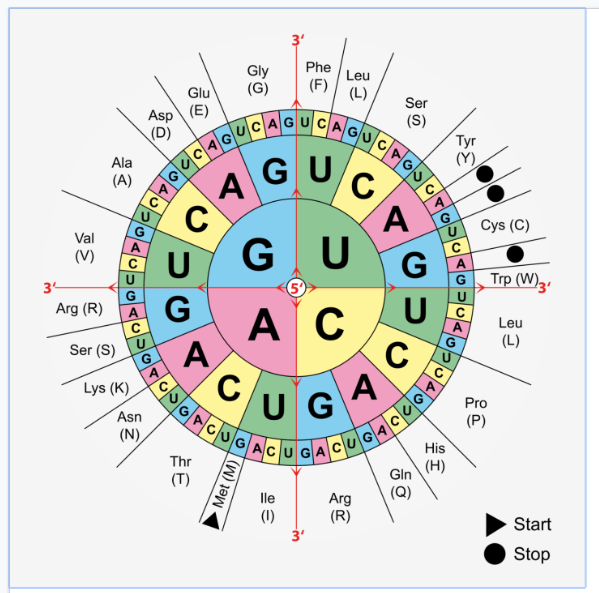 3'
Phe
(F)
Leu
(L)
Ser
(S)
Tyr
(Y)
Cys (C)
Trp (W)
3'
Leu
(L)
Pro
(P)
His
(H)
Gln
(Q)
Arg
(R)
3'
Ile
(I)
Met (M)
Thr
(T)
Asn
(N)
Lys (K)
Ser (S)
Arg (R)
3'
Val
(V)
Ala
(A)
Asp
(D)
Glu
(E)
Gly
(G)
U C A G U C A G U C A G U C A G
U C A G U C A G U C A G U C A G
U C A G U C A G U C A G U C A G
U C A G U C A G U C A G U C A G
U C A G
U C A G
U C A G
U C A G
G U
5'
A C
Start
Stop